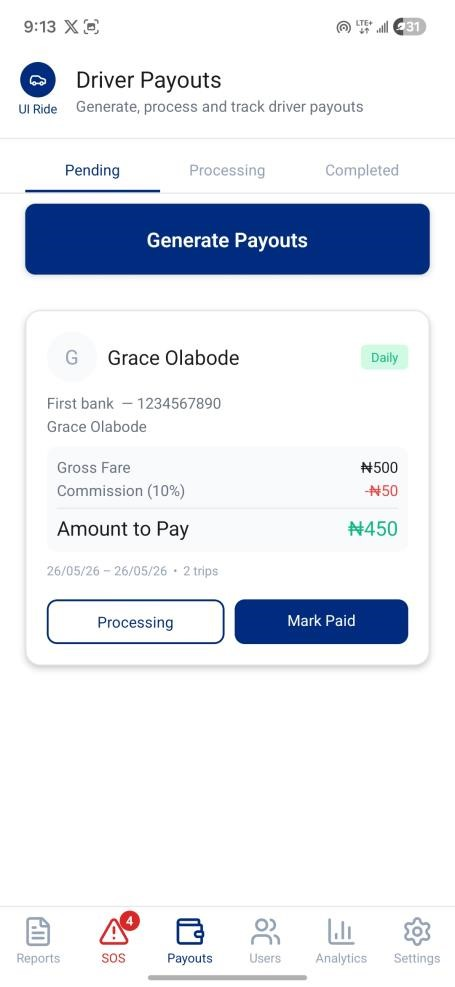 9:13
LTE+
31
Driver Payouts
UI Ride
Generate, process and track driver payouts
Pending
Processing
Completed
Generate Payouts
G
Grace Olabode
Daily
First bank — 1234567890
Grace Olabode
Gross Fare
₦500
Commission (10%)
-₦50
Amount to Pay
₦450
26/05/26 – 26/05/26 • 2 trips
Processing
Mark Paid
4
Reports
SOS
Payouts
Users
Analytics
Settings